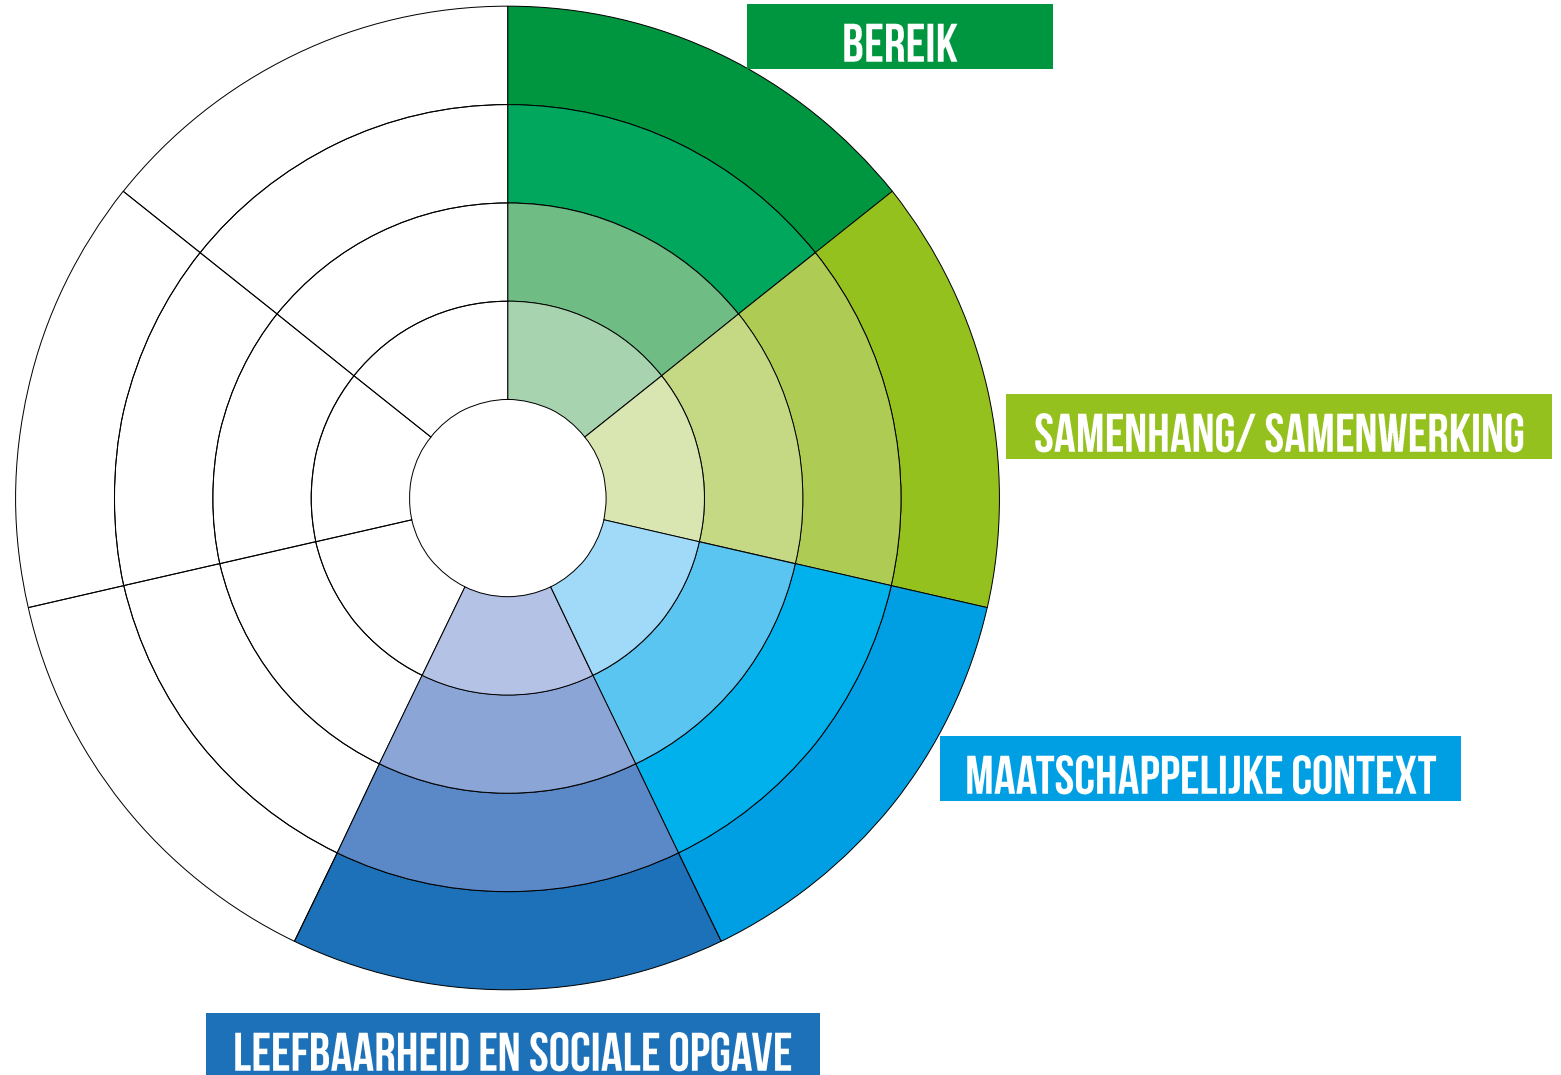 BEREIK
SAMENHANG/ SAMENWERKING
MAATSCHAPPELIJKE CONTEXT
LEEFBAARHEID EN SOCIALE OPGAVE